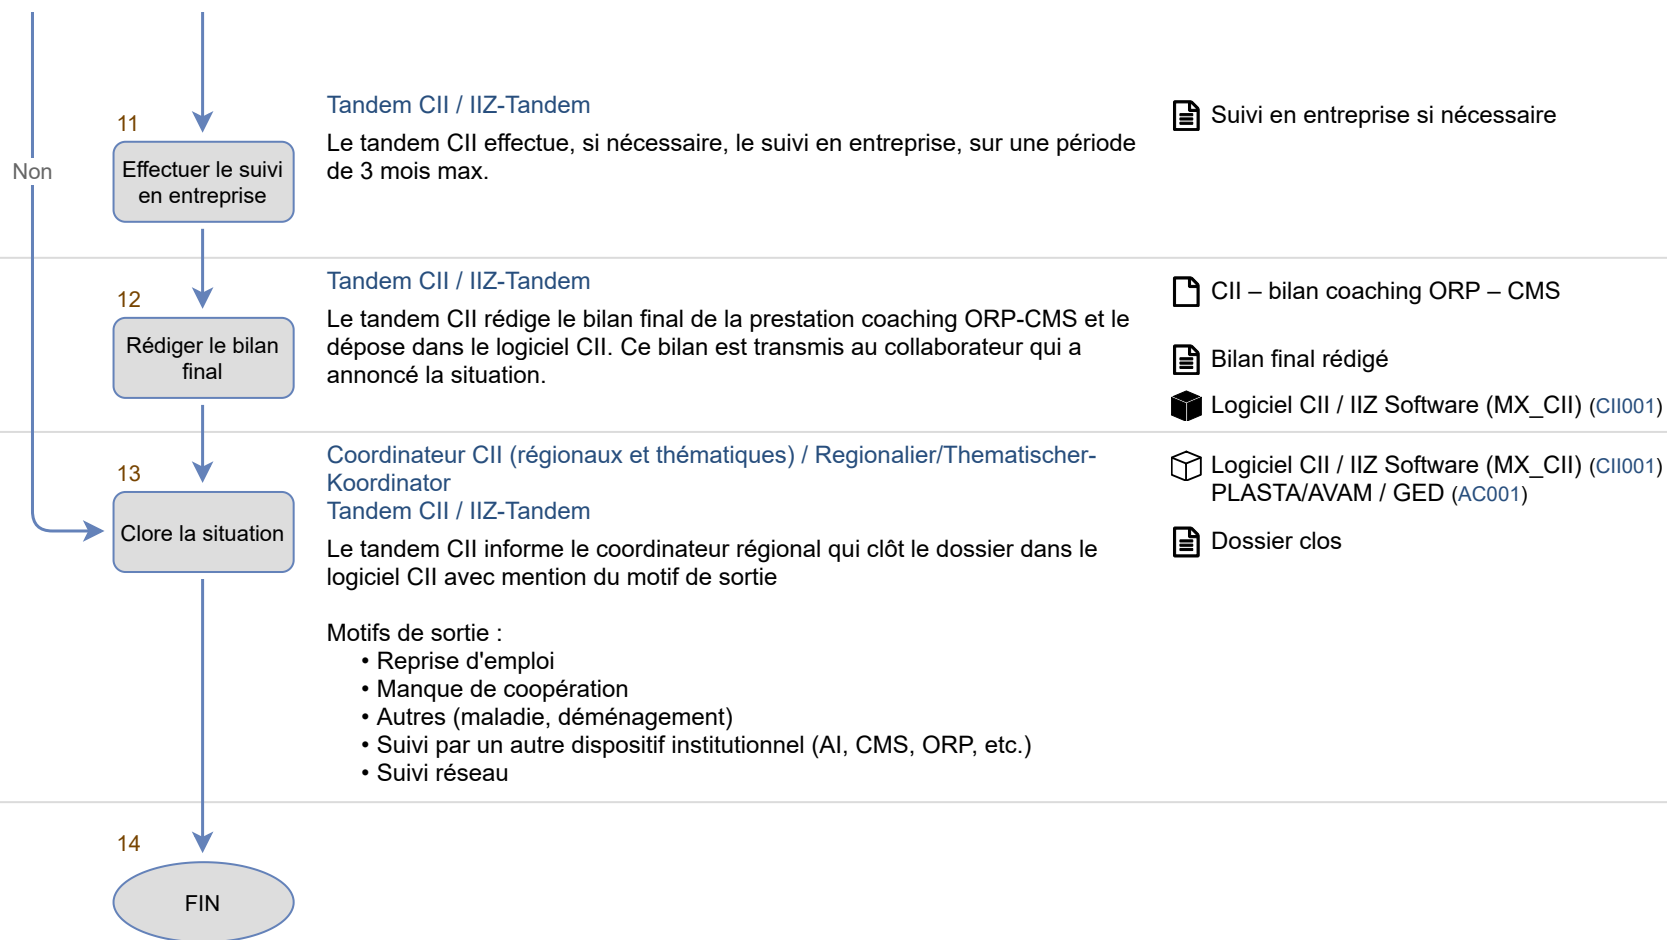 Non
11
Effectuer le suivi
en entreprise
Tandem CII / IIZ-Tandem
Le tandem CII effectue, si nécessaire, le suivi en entreprise, sur une période
de 3 mois max.
Suivi en entreprise si nécessaire
12
Rédiger le bilan
final
Tandem CII / IIZ-Tandem
Le tandem CII rédige le bilan final de la prestation coaching ORP-CMS et le
dépose dans le logiciel CII. Ce bilan est transmis au collaborateur qui a
annoncé la situation.
CII – bilan coaching ORP – CMS
Bilan final rédigé
Logiciel CII / IIZ Software (MX_CII) (CII001)
13
Clore la situation
Coordinateur CII (régionaux et thématiques) / Regionalier/Thematischer-
Koordinator
Tandem CII / IIZ-Tandem
Le tandem CII informe le coordinateur régional qui clôt le dossier dans le
logiciel CII avec mention du motif de sortie
Motifs de sortie :
• Reprise d'emploi
• Manque de coopération
• Autres (maladie, déménagement)
• Suivi par un autre dispositif institutionnel (AI, CMS, ORP, etc.)
• Suivi réseau
Logiciel CII / IIZ Software (MX_CII) (CII001)
PLASTA/AVAM / GED (AC001)
Dossier clos
14
FIN